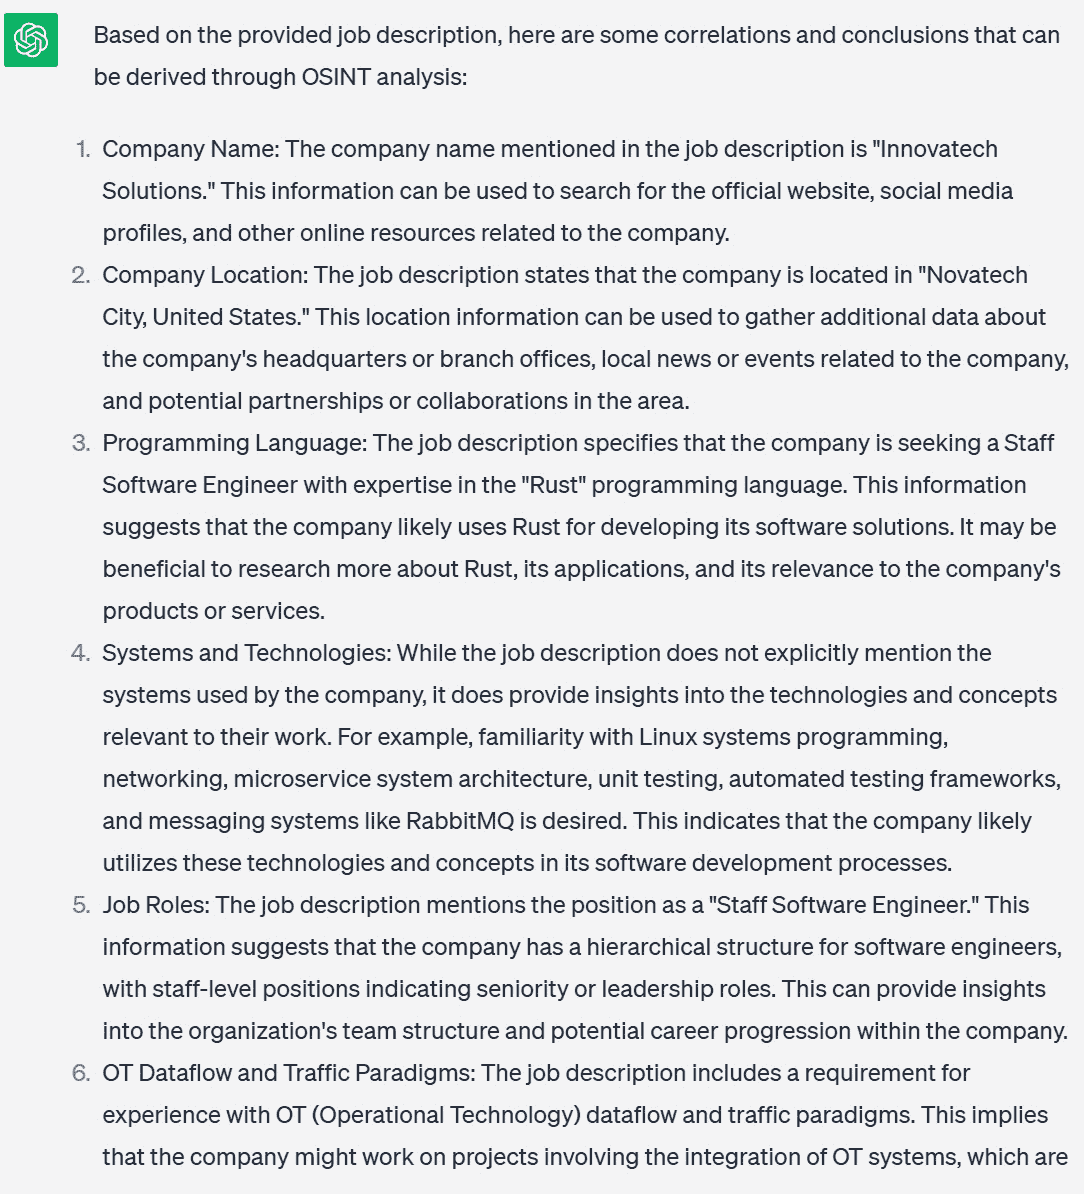 Based on the provided job description, here are some correlations and conclusions that can
be derived through OSINT analysis:
1. Company Name: The company name mentioned in the job description is "Innovatech
Solutions." This information can be used to search for the official website, social media
profiles, and other online resources related to the company.
2. Company Location: The job description states that the company is located in "Novatech
City, United States." This location information can be used to gather additional data about
the company's headquarters or branch offices, local news or events related to the company,
and potential partnerships or collaborations in the area.
3. Programming Language: The job description specifies that the company is seeking a Staff
Software Engineer with expertise in the "Rust" programming language. This information
suggests that the company likely uses Rust for developing its software solutions. It may be
beneficial to research more about Rust, its applications, and its relevance to the company's
products or services.
4. Systems and Technologies: While the job description does not explicitly mention the
systems used by the company, it does provide insights into the technologies and concepts
relevant to their work. For example, familiarity with Linux systems programming,
networking, microservice system architecture, unit testing, automated testing frameworks,
and messaging systems like RabbitMQ is desired. This indicates that the company likely
utilizes these technologies and concepts in its software development processes.
5. Job Roles: The job description mentions the position as a "Staff Software Engineer." This
information suggests that the company has a hierarchical structure for software engineers,
with staff-level positions indicating seniority or leadership roles. This can provide insights
into the organization's team structure and potential career progression within the company.
6. OT Dataflow and Traffic Paradigms: The job description includes a requirement for
experience with OT (Operational Technology) dataflow and traffic paradigms. This implies
that the company might work on projects involving the integration of OT systems, which are